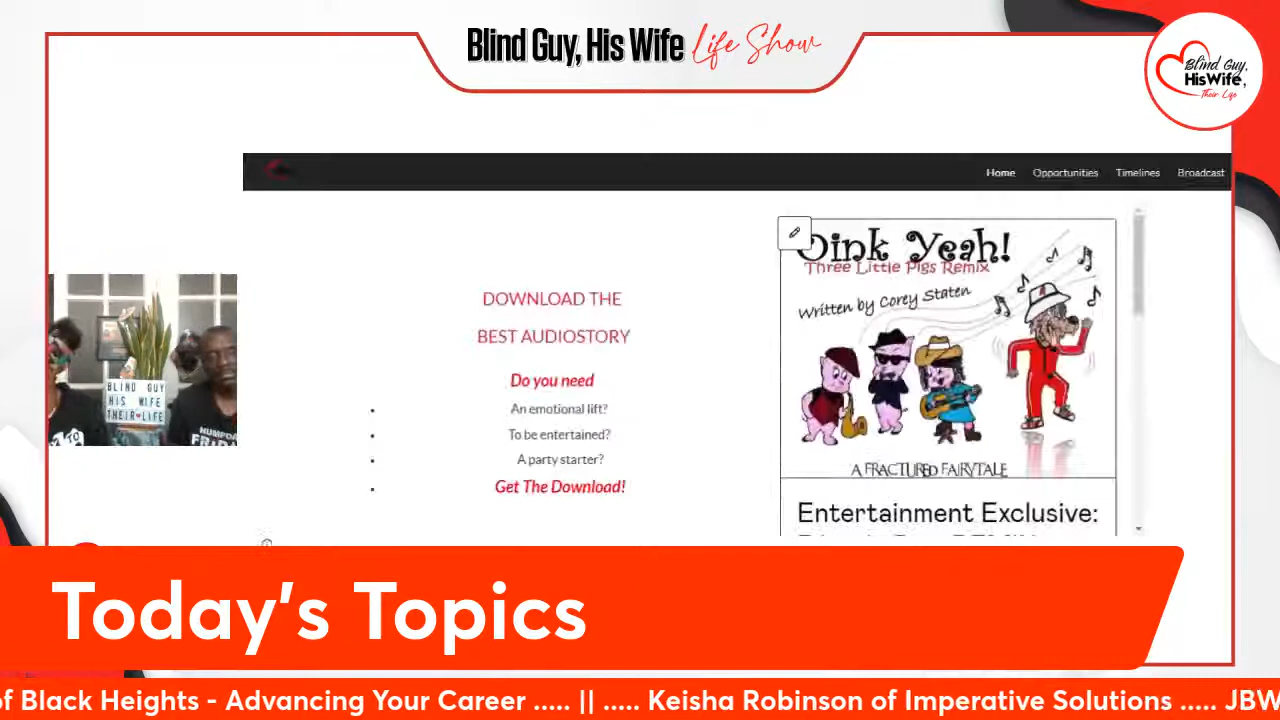 Blind Guy, His Wife Life Show
Blind Guy,
HisWife,
Their Life
Home Opportunities Timelines Broadcast
DOWNLOAD THE
BEST AUDIOSTORY
Do you need
An emotional lift?
To be entertained?
A party starter?
Get The Download!
Oink Yeah!
Three Little Pigs Remix
Written by Corey Staten
A FRACTURED FAIRYTALE
Entertainment Exclusive:
BLIND GUY
HIS WIFE
THEIR LIFE
Today's Topics
of Black Heights - Advancing Your Career ..... || ..... Keisha Robinson of Imperative Solutions ..... JBW